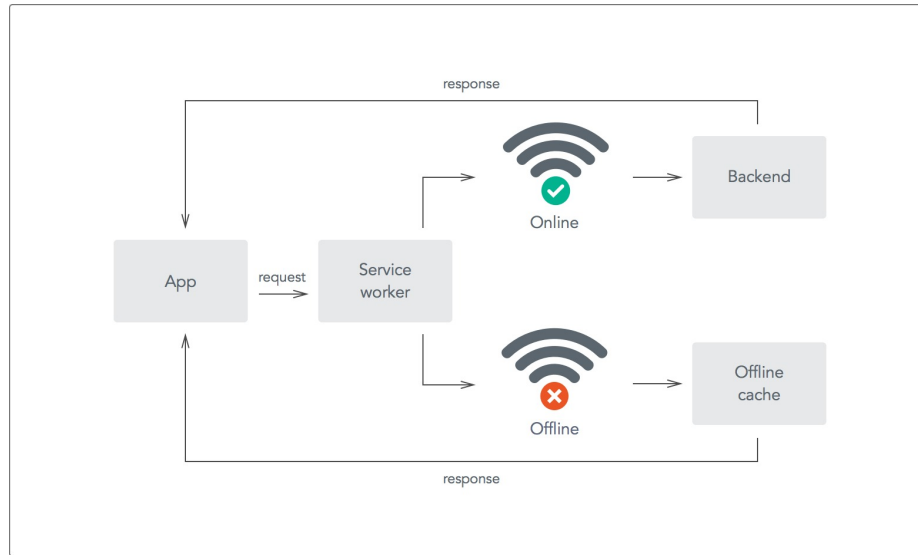 response
Online
Backend
App
request
Service
worker
Offline
Offline
cache
response